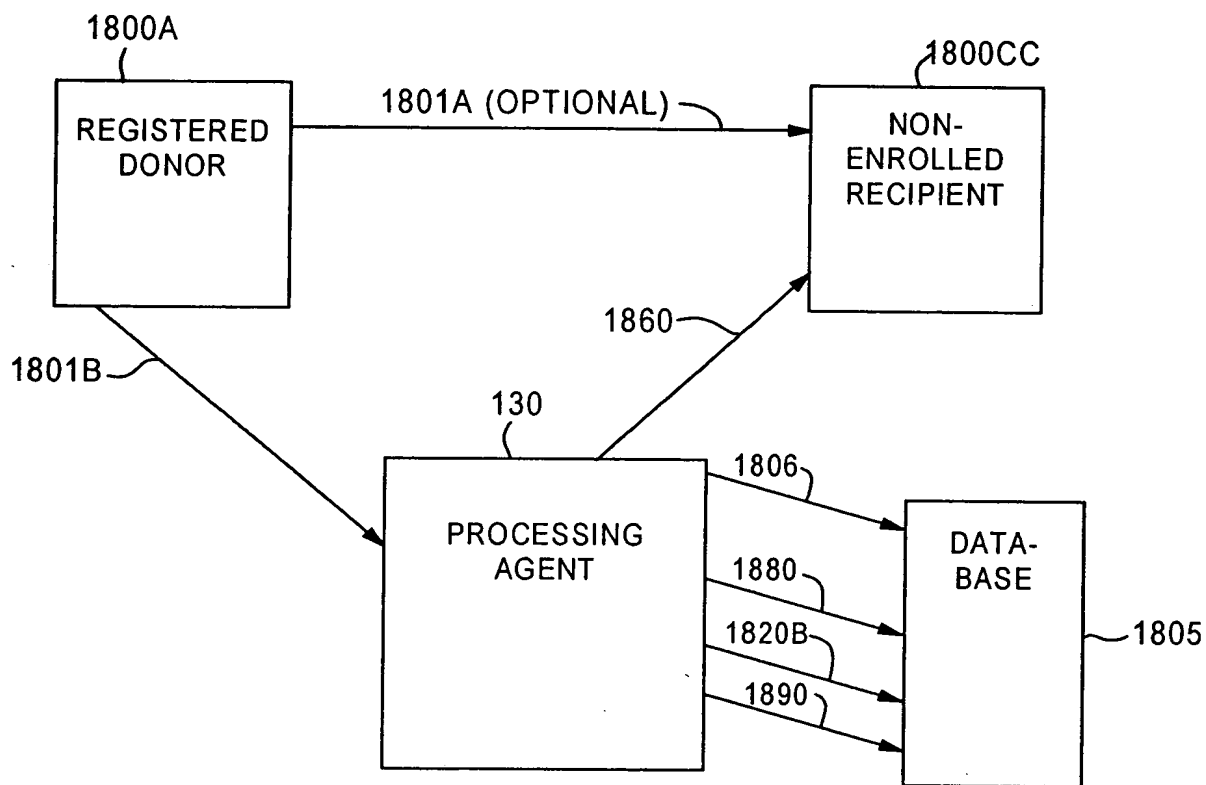 1800A
1800CC
REGISTERED
DONOR
1801A (OPTIONAL)
NON-
ENROLLED
RECIPIENT
1801B
1860
130
PROCESSING
AGENT
1806
1880
1820B
1890
DATA-
BASE
1805